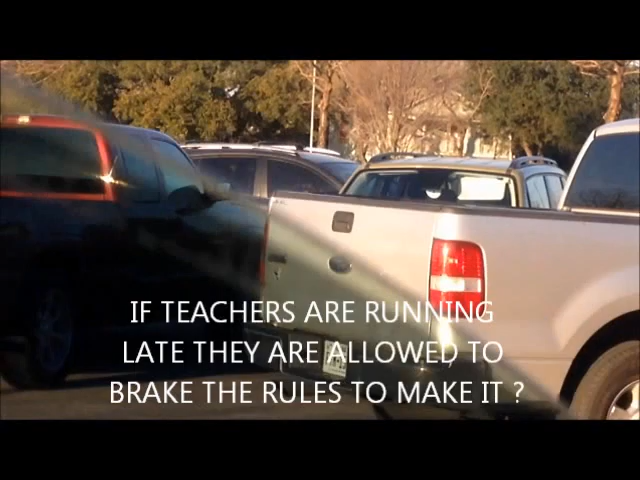 IF TEACHERS ARE RUNNING
LATE THEY ARE ALLOWED TO
BRAKE THE RULES TO MAKE IT ?